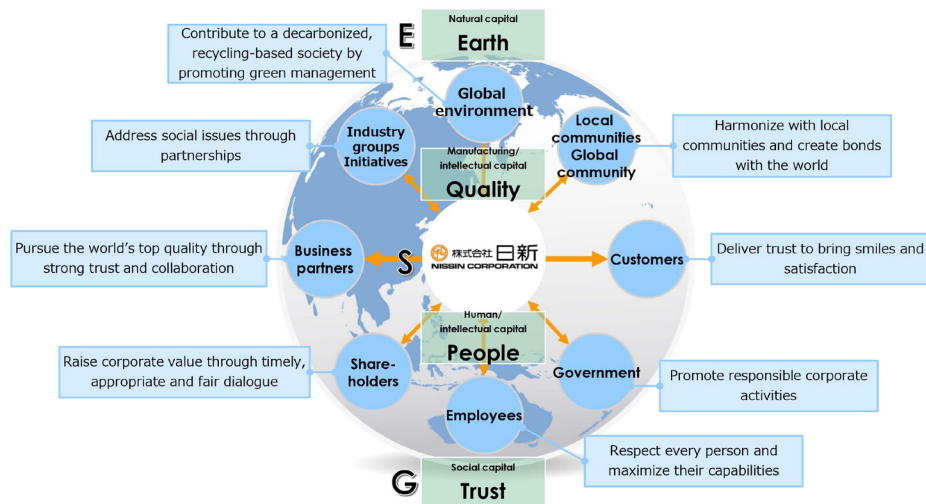 Natural capital
E
Earth
Contribute to a decarbonized,
recycling-based society by
promoting green management
Global
environment
Address social issues through
partnerships
Industry
groups
Initiatives
Local
communities
Global
community
Harmonize with local
communities and create bonds
with the world
Manufacturing/
intellectual capital
Quality
Pursue the world's top quality through
strong trust and collaboration
Business
partners
S
株式会社 日新
NISSIN CORPORATION
Customers
Deliver trust to bring smiles and
satisfaction
Human/
intellectual capital
People
Raise corporate value through timely,
appropriate and fair dialogue
Share-
holders
Government
Promote responsible corporate
activities
Employees
Respect every person and
maximize their capabilities
G
Social capital
Trust